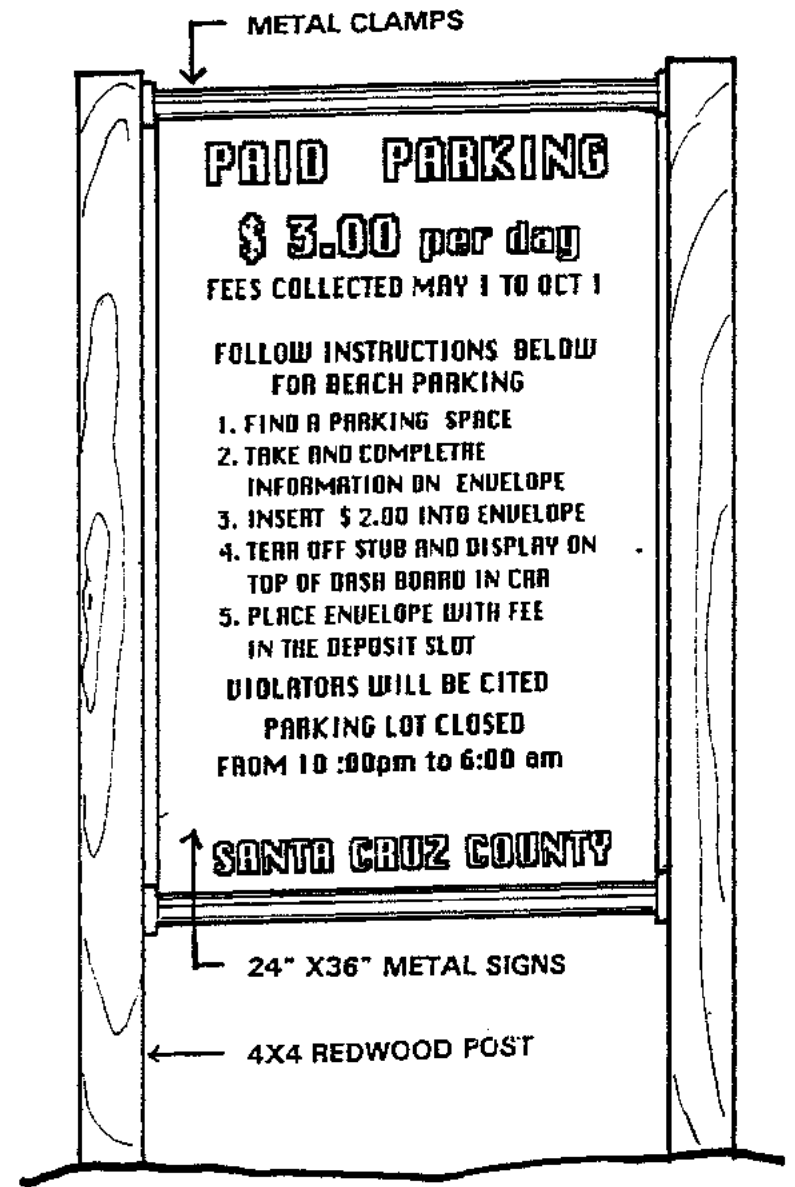 METAL CLAMPS
PAID PARKING
$ 3.00 per day
FEES COLLECTED MAY 1 TO OCT 1
FOLLOW INSTRUCTIONS BELOW
FOR BEACH PARKING
1. FIND A PARKING SPACE
2. TAKE AND COMPLETRE
INFORMATION ON ENVELOPE
3. INSERT $ 2.00 INTO ENVELOPE
4. TEAR OFF STUB AND DISPLAY ON
TOP OF DASH BOARD IN CAR
5. PLACE ENVELOPE WITH FEE
IN THE DEPOSIT SLOT
VIOLATORS WILL BE CITED
PARKING LOT CLOSED
FROM 10 :00pm to 6:00 am
SANTA CRUZ COUNTY
24" X36" METAL SIGNS
4X4 REDWOOD POST